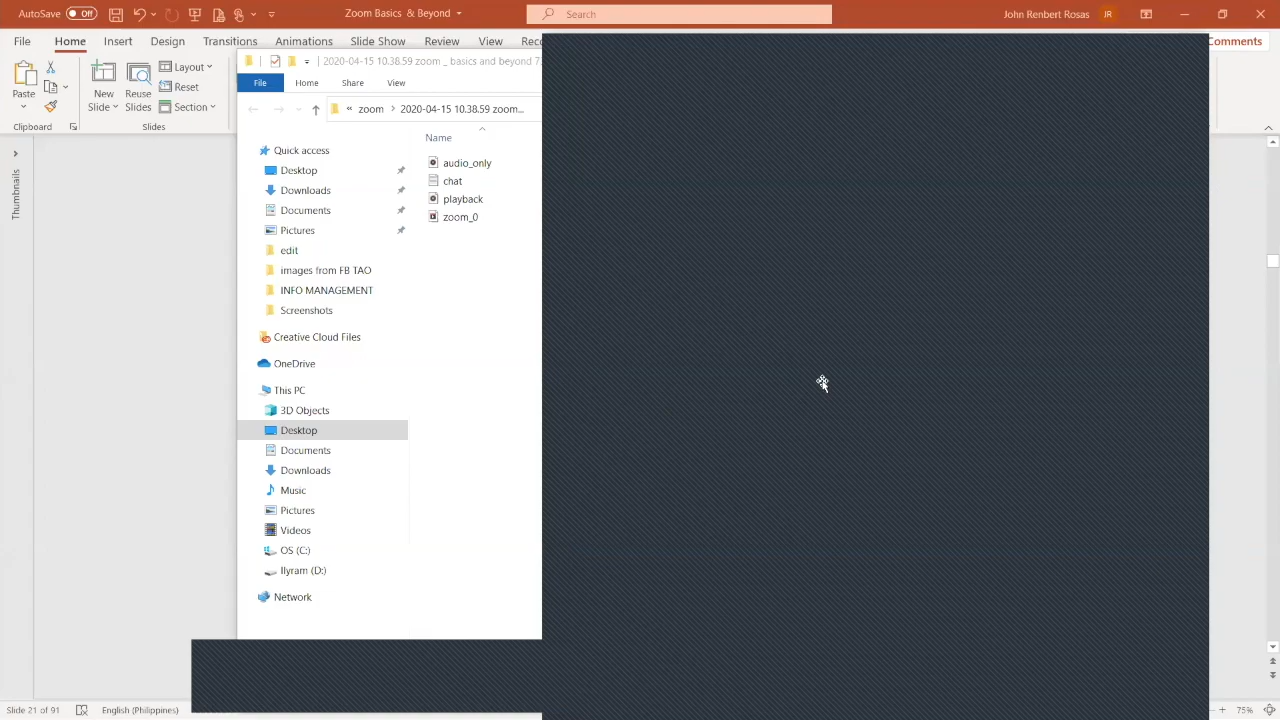 AutoSave Off Zoom Basics & Beyond Search John Renbert Rosas JR
File Home Insert Design Transitions Animations Slide Show Review View Reco Comments
Paste
Clipboard
New Slide
Reuse Slides
Layout
Reset
Section
Slides
Thumbnails
2020-04-15 10.38.59 zoom _ basics and beyond 7
File Home Share View
« zoom > 2020-04-15 10.38.59 zoom...
Name
audio_only
chat
playback
zoom_0
Quick access
Desktop
Downloads
Documents
Pictures
edit
images from FB TAO
INFO MANAGEMENT
Screenshots
Creative Cloud Files
OneDrive
This PC
3D Objects
Desktop
Documents
Downloads
Music
Pictures
Videos
OS (C:)
Ilyram (D:)
Network
Slide 21 of 91 English (Philippines) 75%